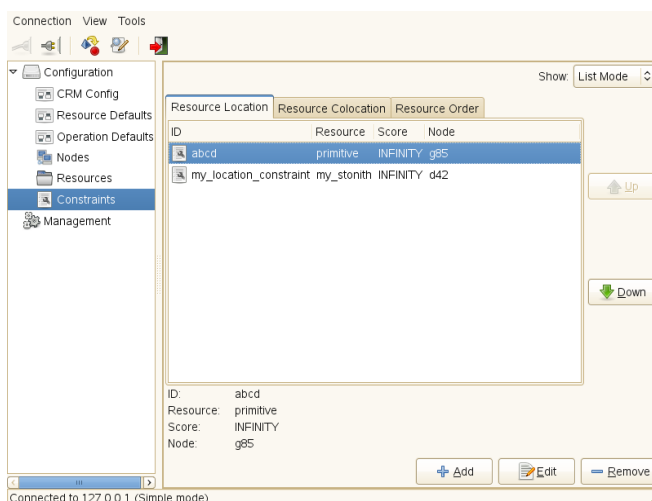 Connection View Tools
Configuration
CRM Config
Resource Defaults
Operation Defaults
Nodes
Resources
Constraints
Management
Show: List Mode
Resource Location Resource Colocation Resource Order
ID Resource Score Node
abcd primitive INFINITY g85
my_location_constraint my_stonith INFINITY d42
Up
Down
ID: abcd
Resource: primitive
Score: INFINITY
Node: g85
Add Edit Remove
Connected to 127.0.0.1 (Simple mode)